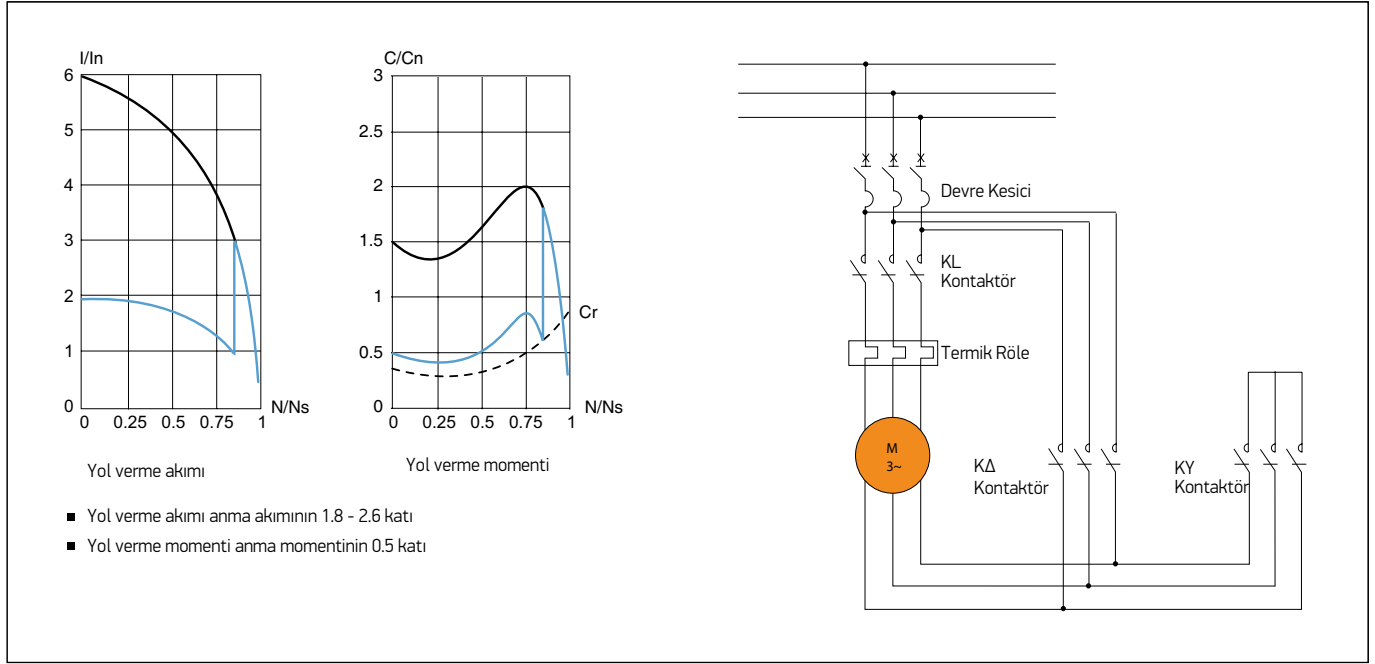 I/In
6
5
4
3
2
1
0
0 0.25 0.5 0.75 1
N/Ns
Yol verme akımı
C/Cn
3
2.5
2
1.5
1
0.5
0
0 0.25 0.5 0.75 1
N/Ns
Cr
Yol verme momenti
■ Yol verme akımı anma akımının 1.8 - 2.6 katı
■ Yol verme momenti anma momentinin 0.5 katı
Devre Kesici
KL
Kontaktör
Termik Röle
M
3~
KΔ
Kontaktör
KY
Kontaktör